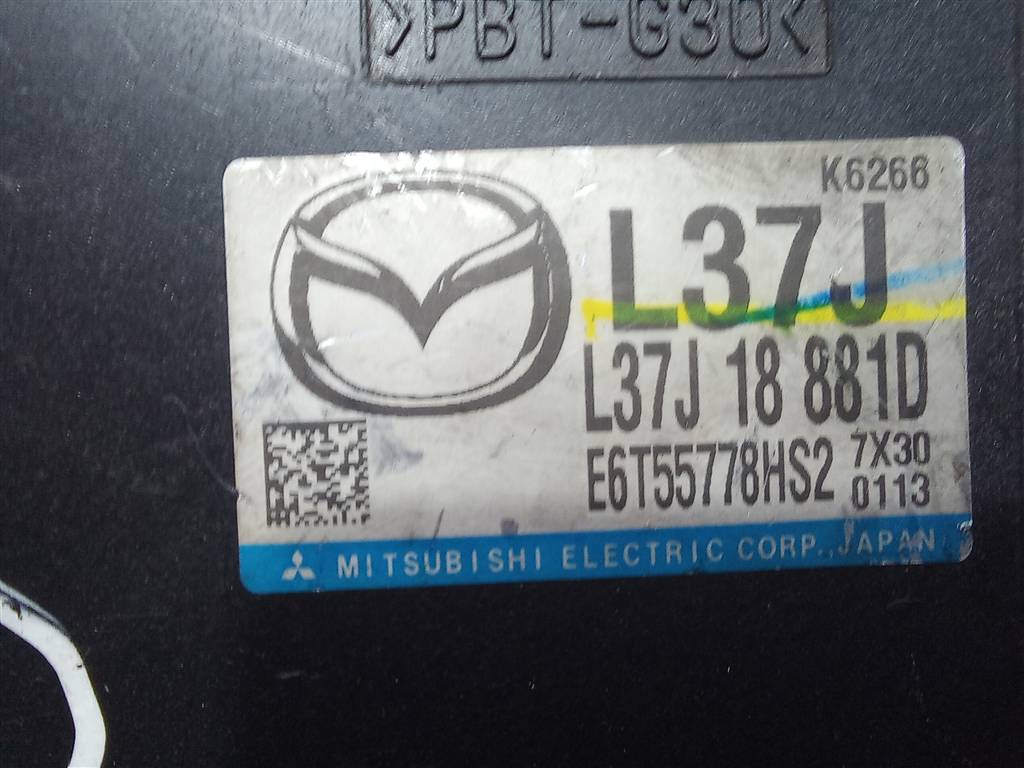 >PBT-G30<
K6266
L37J
L37J 18 881D
E6T55778HS2 7X30
0113
MITSUBISHI ELECTRIC CORP., JAPAN